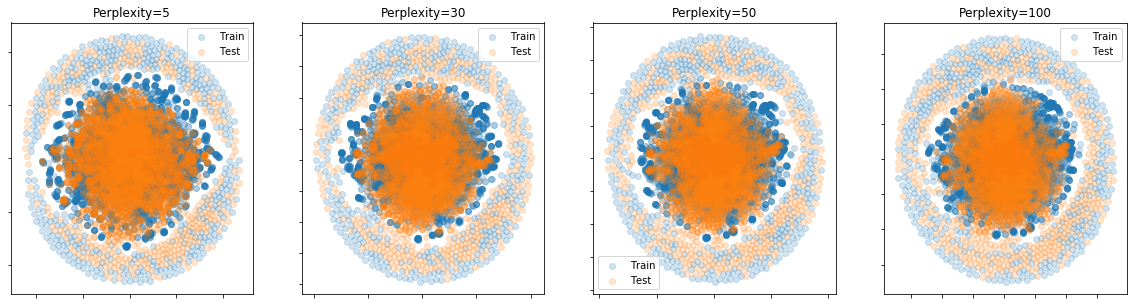 Perplexity=5
Train
Test
Perplexity=30
Train
Test
Perplexity=50
Train
Test
Perplexity=100
Train
Test